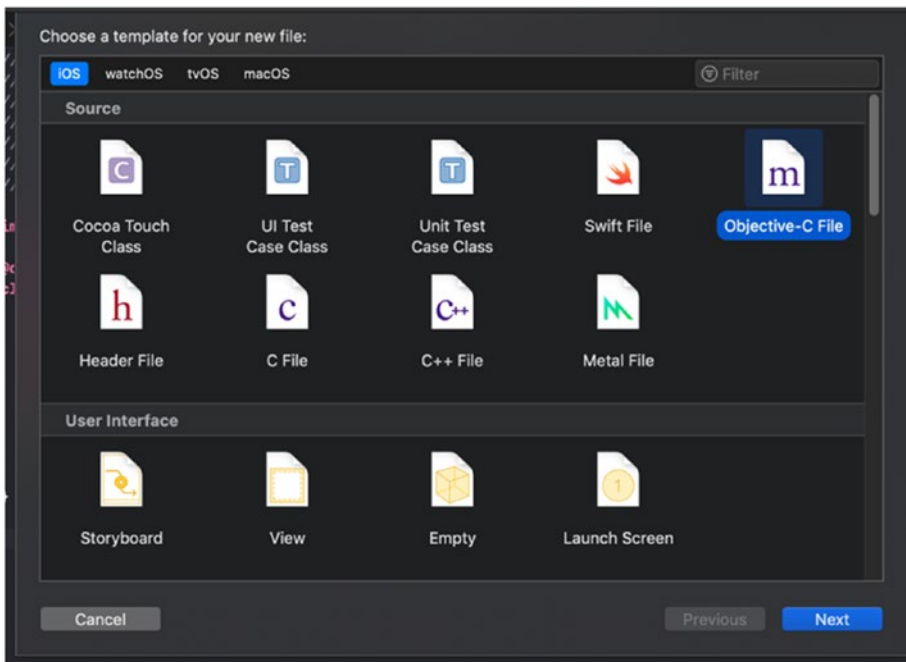 Choose a template for your new file:
iOS watchOS tvOS macOS Filter
Source
C T T m
Cocoa Touch Class
UI Test Case Class
Unit Test Case Class
Swift File
Objective-C File
h c C++
Header File
C File
C++ File
Metal File
User Interface
1
Storyboard
View
Empty
Launch Screen
Cancel Previous Next